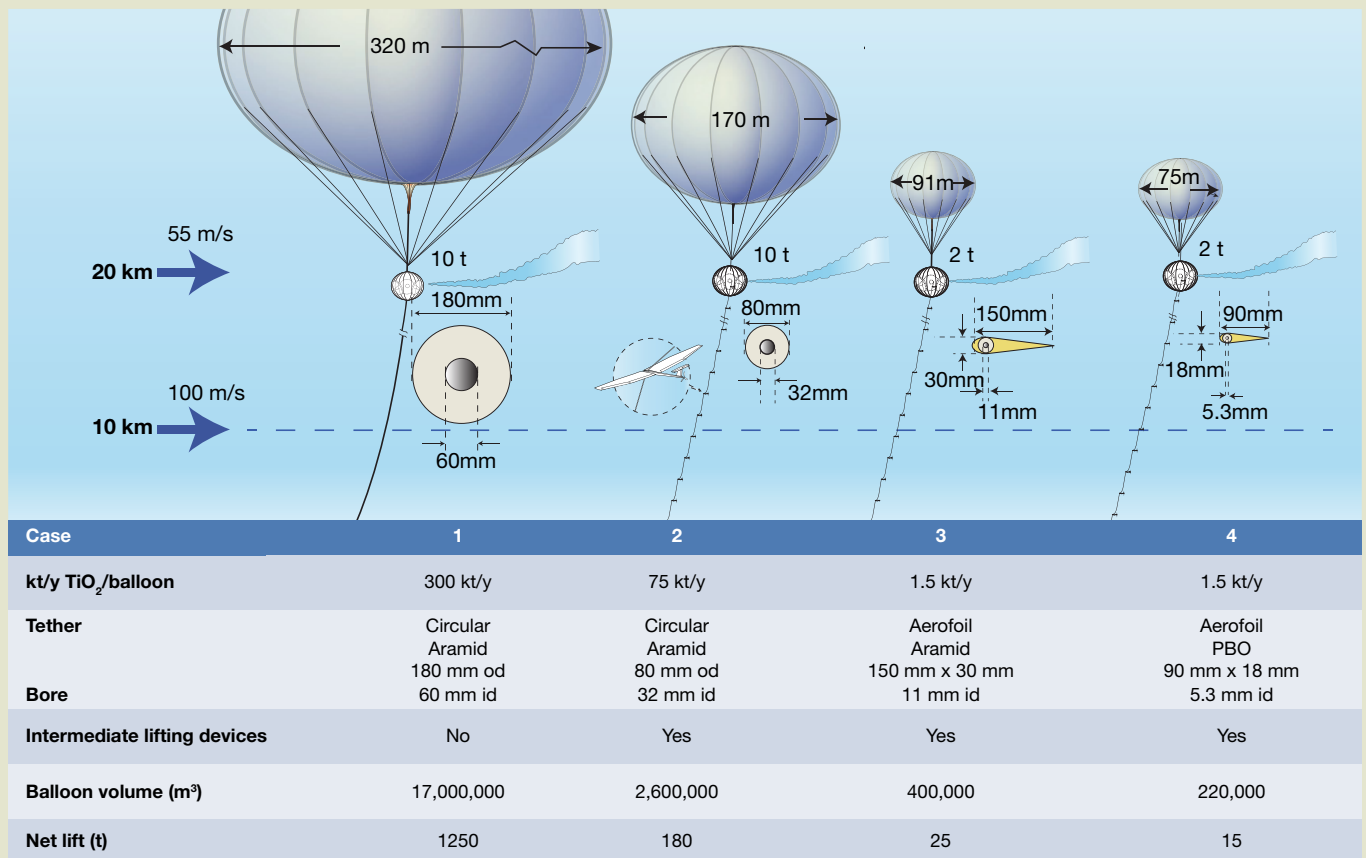 320 m
170 m
91m
75m
55 m/s
20 km
10 t
10 t
2 t
2 t
180mm
80mm
150mm
90mm
32mm
30mm
11mm
18mm
5.3mm
100 m/s
10 km
60mm
Case 1 2 3 4
kt/y TiO₂/balloon 300 kt/y 75 kt/y 1.5 kt/y 1.5 kt/y
Tether Circular Circular Aerofoil Aerofoil
Aramid Aramid Aramid PBO
180 mm od 80 mm od 150 mm x 30 mm 90 mm x 18 mm
Bore 60 mm id 32 mm id 11 mm id 5.3 mm id
Intermediate lifting devices No Yes Yes Yes
Balloon volume (m³) 17,000,000 2,600,000 400,000 220,000
Net lift (t) 1250 180 25 15